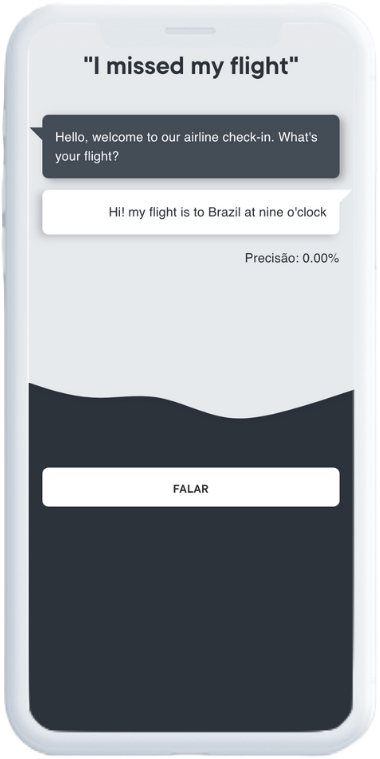 "I missed my flight"
Hello, welcome to our airline check-in. What's
your flight?
Hi! my flight is to Brazil at nine o'clock
Precisão: 0.00%
FALAR